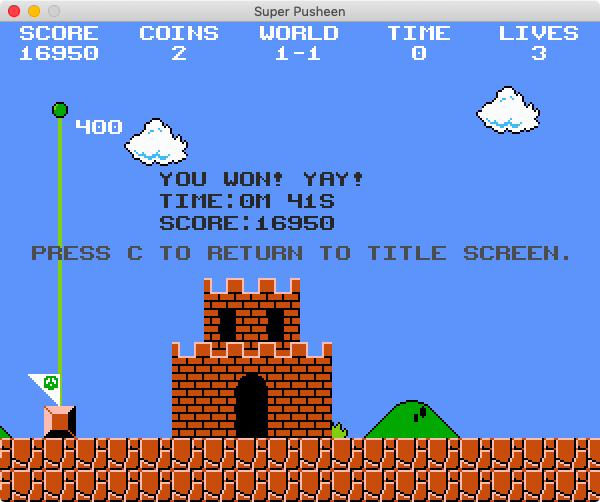 Super Pusheen
SCORE COINS WORLD TIME LIVES
16950 2 1-1 0 3
400
YOU WON! YAY!
TIME:0M 41S
SCORE:16950
PRESS C TO RETURN TO TITLE SCREEN.